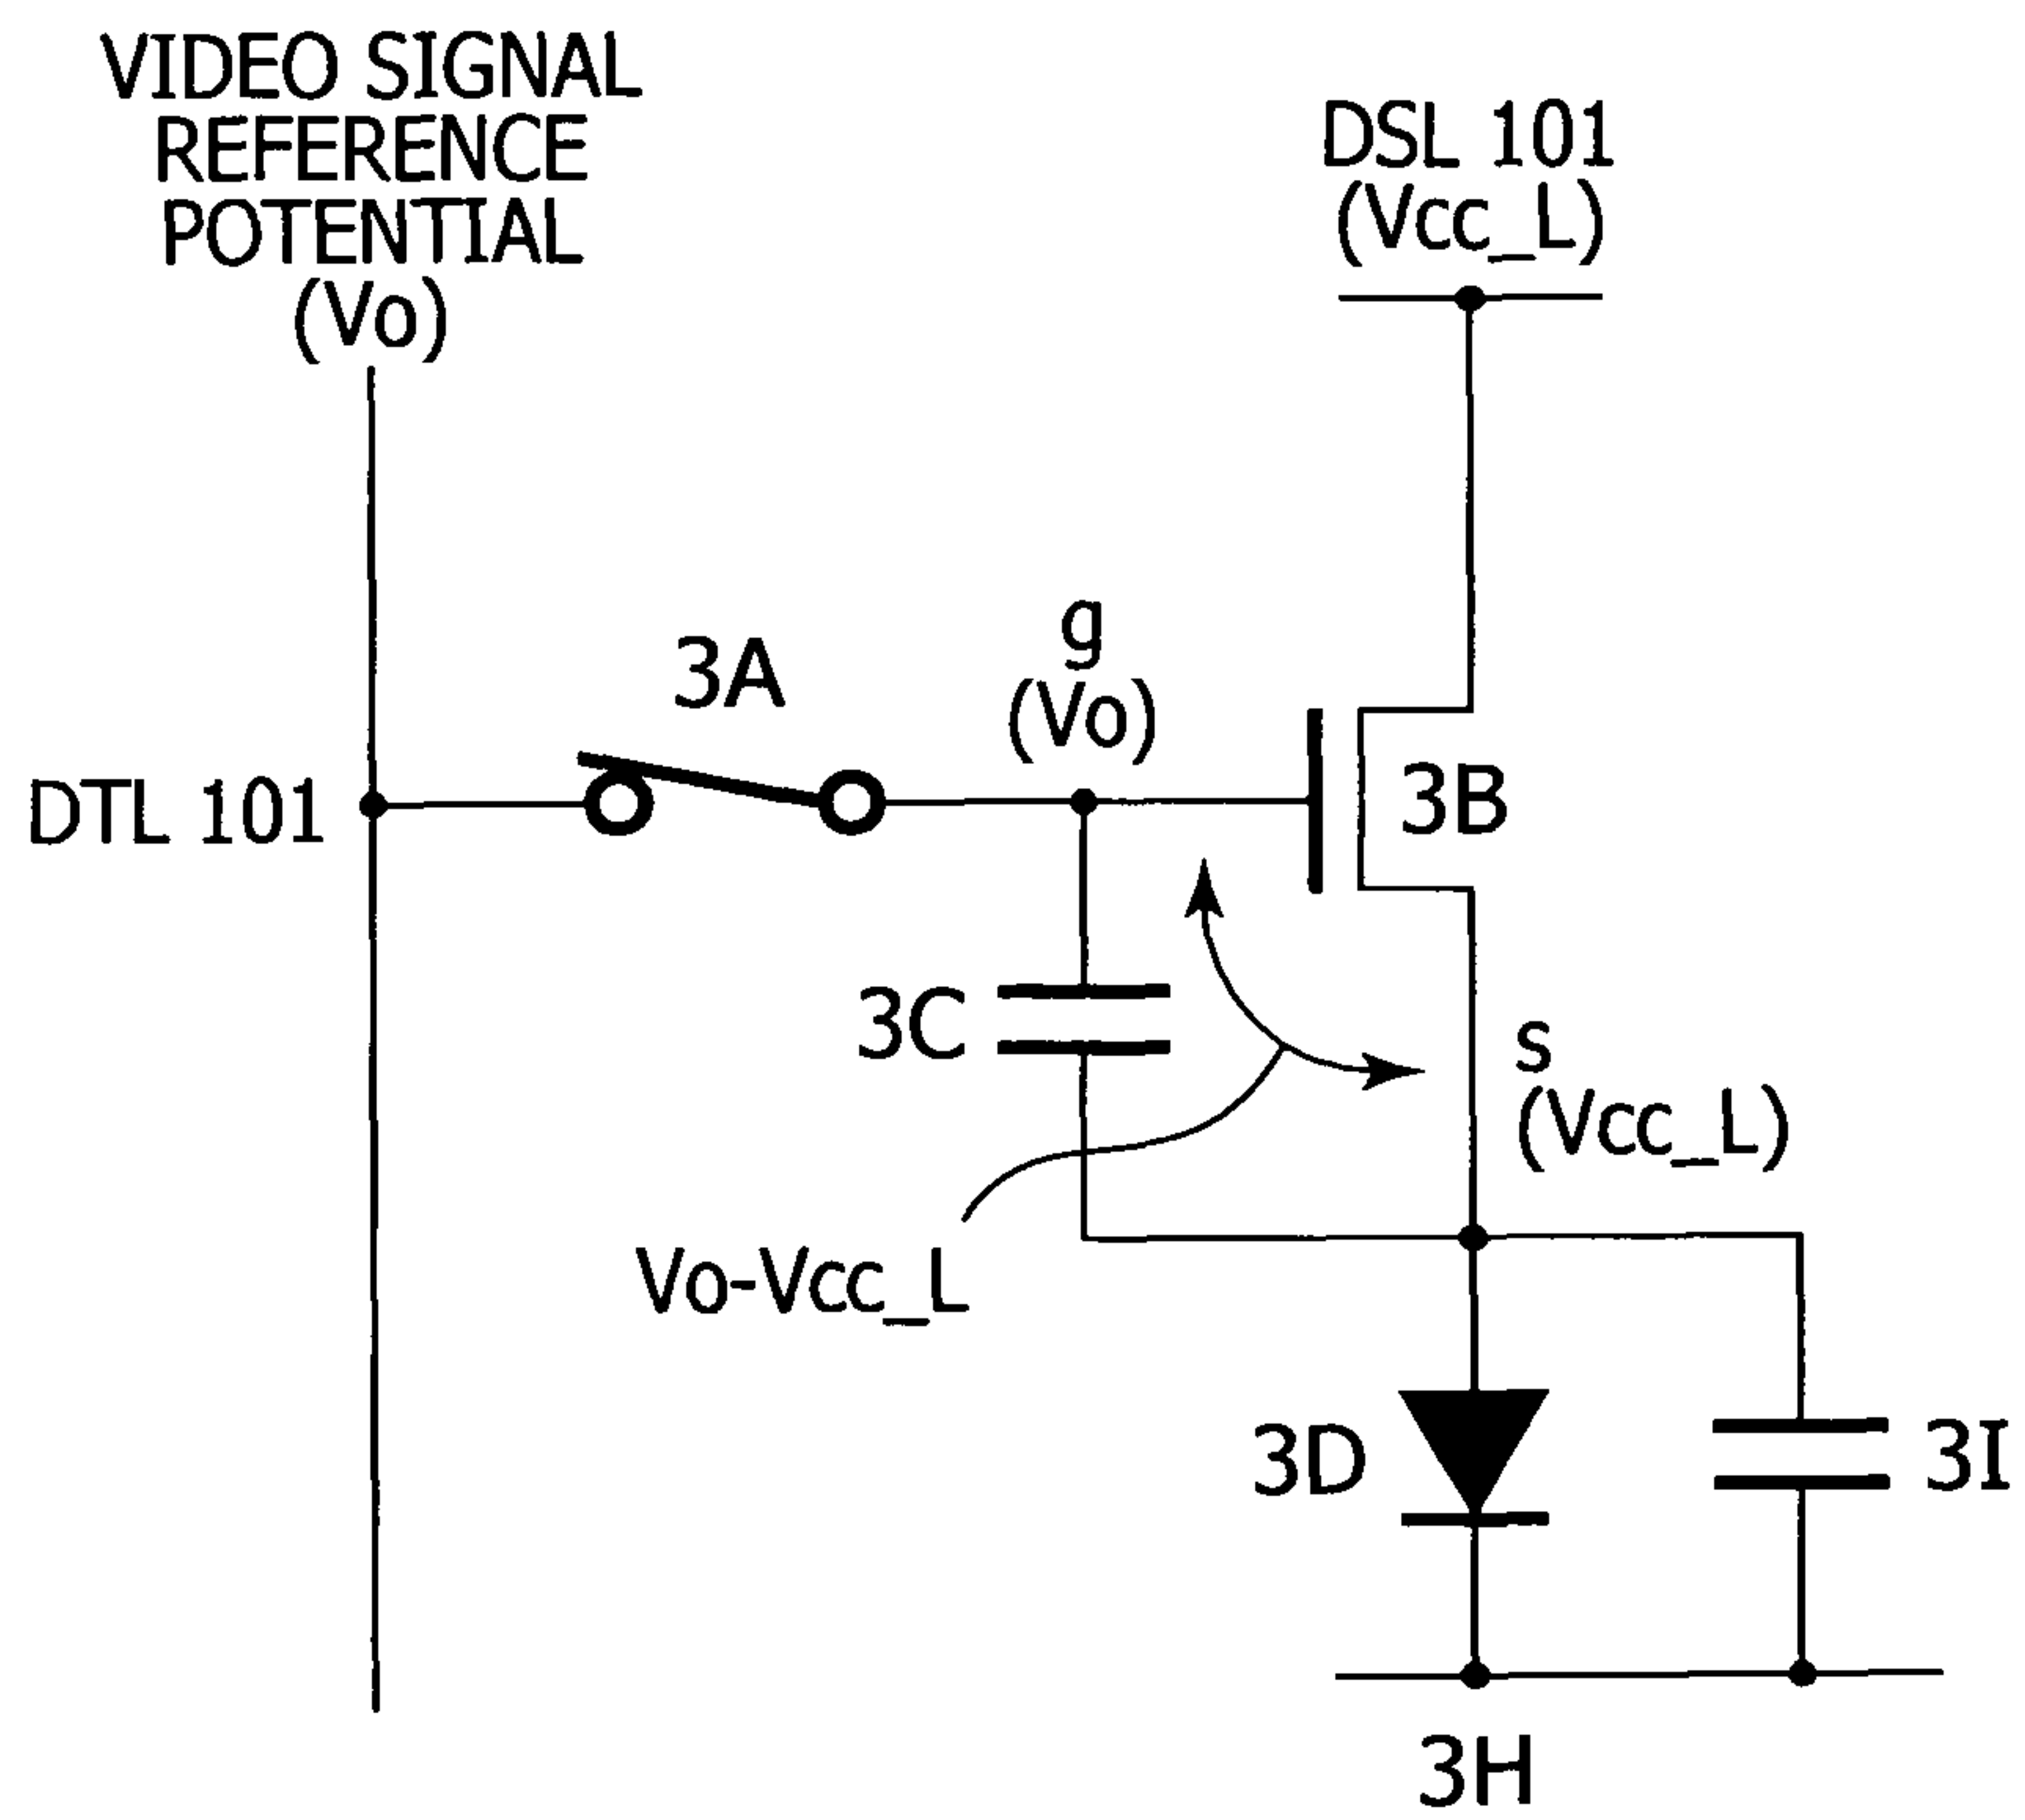 VIDEO SIGNAL
REFERENCE
POTENTIAL
(Vo)
DSL 101
(Vcc_L)
3A
g
(Vo)
DTL 101
3B
3C
s
(Vcc_L)
Vo-Vcc_L
3D
3I
3H